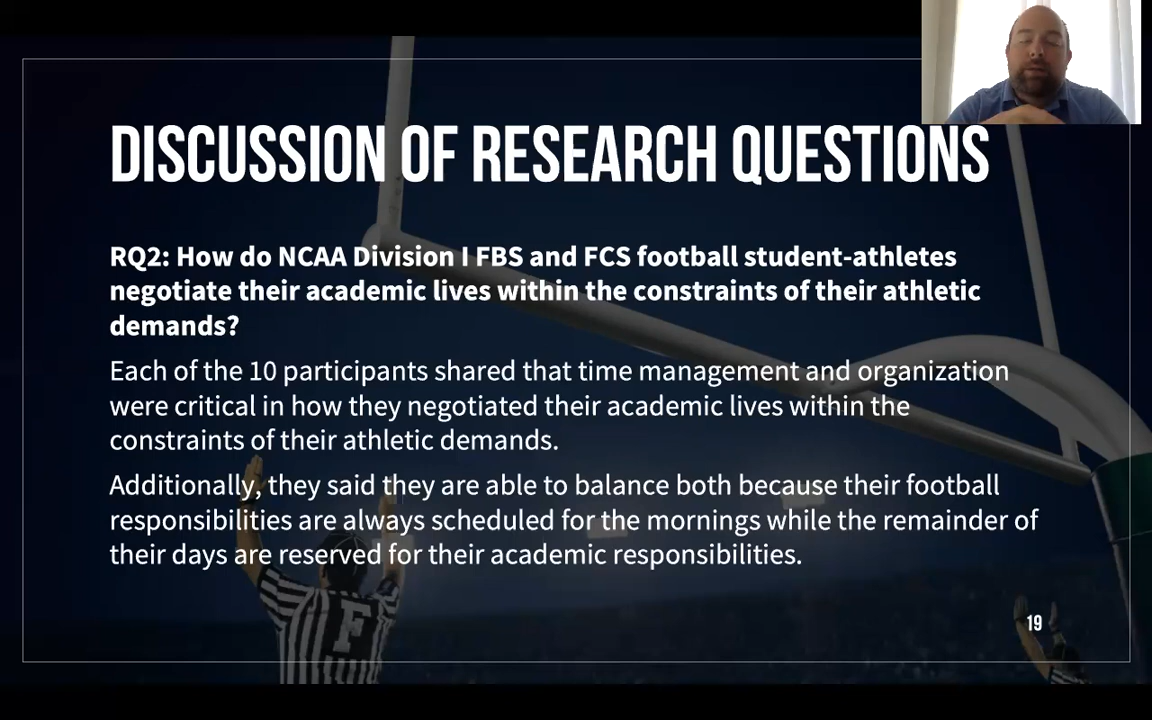 DISCUSSION OF RESEARCH QUESTIONS
RQ2: How do NCAA Division I FBS and FCS football student-athletes
negotiate their academic lives within the constraints of their athletic
demands?
Each of the 10 participants shared that time management and organization
were critical in how they negotiated their academic lives within the
constraints of their athletic demands.
Additionally, they said they are able to balance both because their football
responsibilities are always scheduled for the mornings while the remainder of
their days are reserved for their academic responsibilities.
F
19